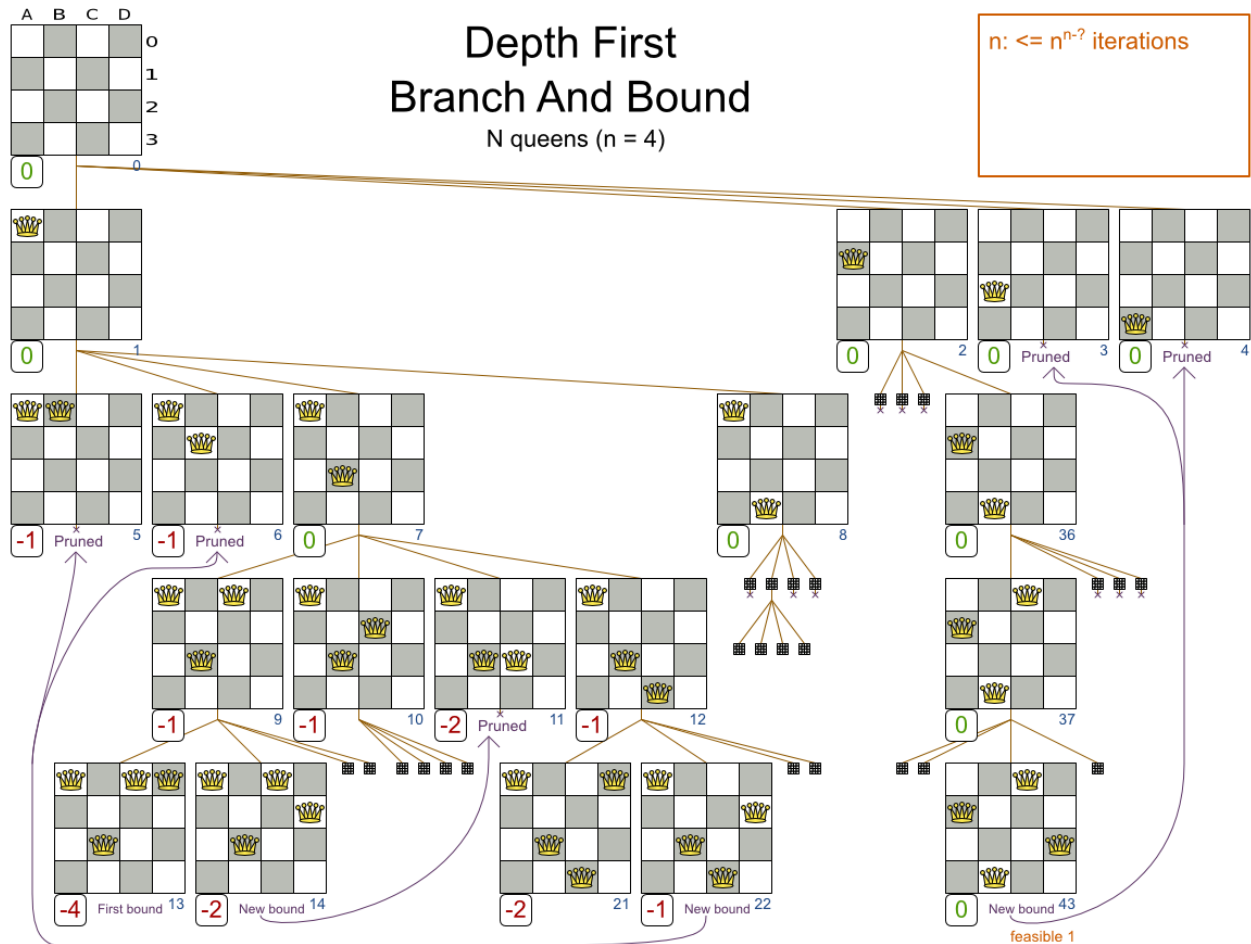 A B C D
Depth First
Branch And Bound
N queens (n = 4)
n: <= n^n-? iterations
0
1
2
3
0 0
0 1
0 2
0 Pruned 3
0 Pruned 4
-1 Pruned 5
-1 Pruned 6
0 7
0 8
0 36
-1 9
-1 10
-2 Pruned 11
-1 12
0 37
-4 First bound 13
-2 New bound 14
-2 21
-1 New bound 22
0 New bound 43
feasible 1